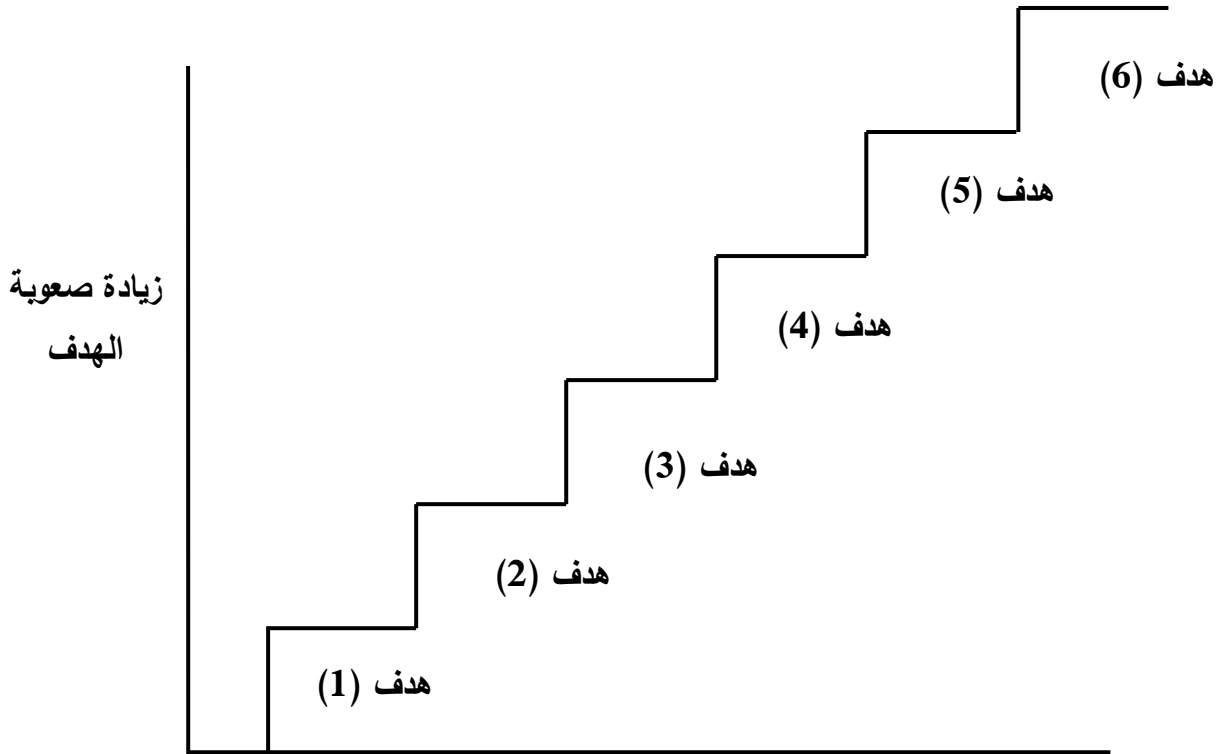 هدف (6)
هدف (5)
زيادة صعوبة
الهدف
هدف (4)
هدف (3)
هدف (2)
هدف (1)